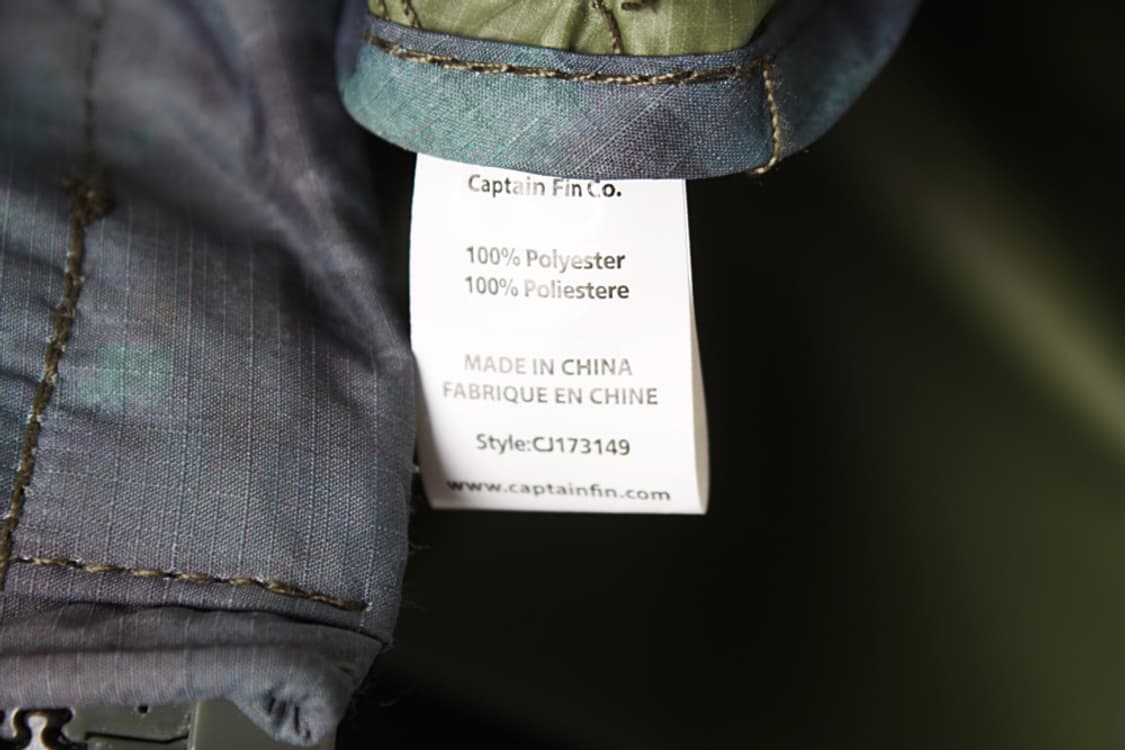 Captain Fin Co.
100% Polyester
100% Poliestere
MADE IN CHINA
FABRIQUE EN CHINE
Style:CJ173149
www.captainfin.com